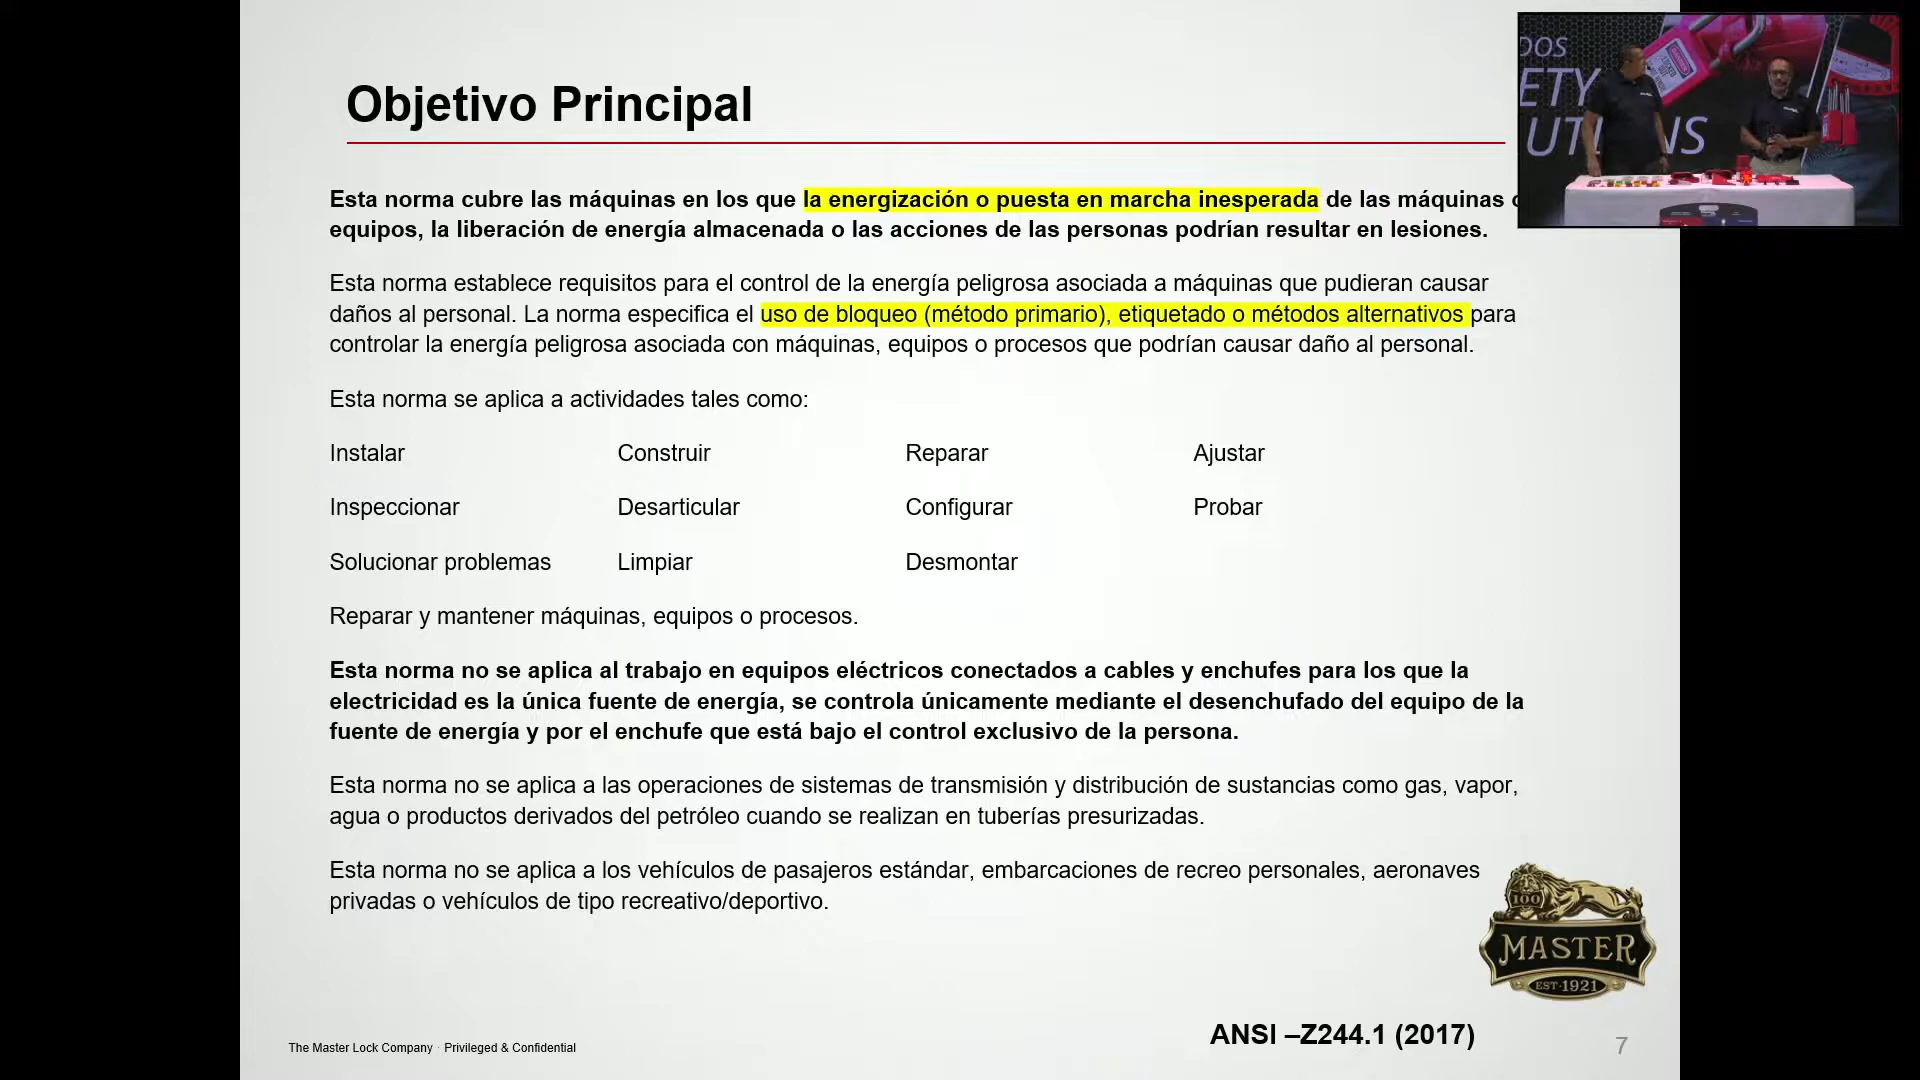 Objetivo Principal
Esta norma cubre las máquinas en los que la energización o puesta en marcha inesperada de las máquinas
equipos, la liberación de energía almacenada o las acciones de las personas podrían resultar en lesiones.
Esta norma establece requisitos para el control de la energía peligrosa asociada a máquinas que pudieran causar
daños al personal. La norma especifica el uso de bloqueo (método primario), etiquetado o métodos alternativos para
controlar la energía peligrosa asociada con máquinas, equipos o procesos que podrían causar daño al personal.
Esta norma se aplica a actividades tales como:
Instalar Construir Reparar Ajustar
Inspeccionar Desarticular Configurar Probar
Solucionar problemas Limpiar Desmontar
Reparar y mantener máquinas, equipos o procesos.
Esta norma no se aplica al trabajo en equipos eléctricos conectados a cables y enchufes para los que la
electricidad es la única fuente de energía, se controla únicamente mediante el desenchufado del equipo de la
fuente de energía y por el enchufe que está bajo el control exclusivo de la persona.
Esta norma no se aplica a las operaciones de sistemas de transmisión y distribución de sustancias como gas, vapor,
agua o productos derivados del petróleo cuando se realizan en tuberías presurizadas.
Esta norma no se aplica a los vehículos de pasajeros estándar, embarcaciones de recreo personales, aeronaves
privadas o vehículos de tipo recreativo/deportivo.
100
MASTER
EST·1921
ANSI –Z244.1 (2017)
The Master Lock Company · Privileged & Confidential
7